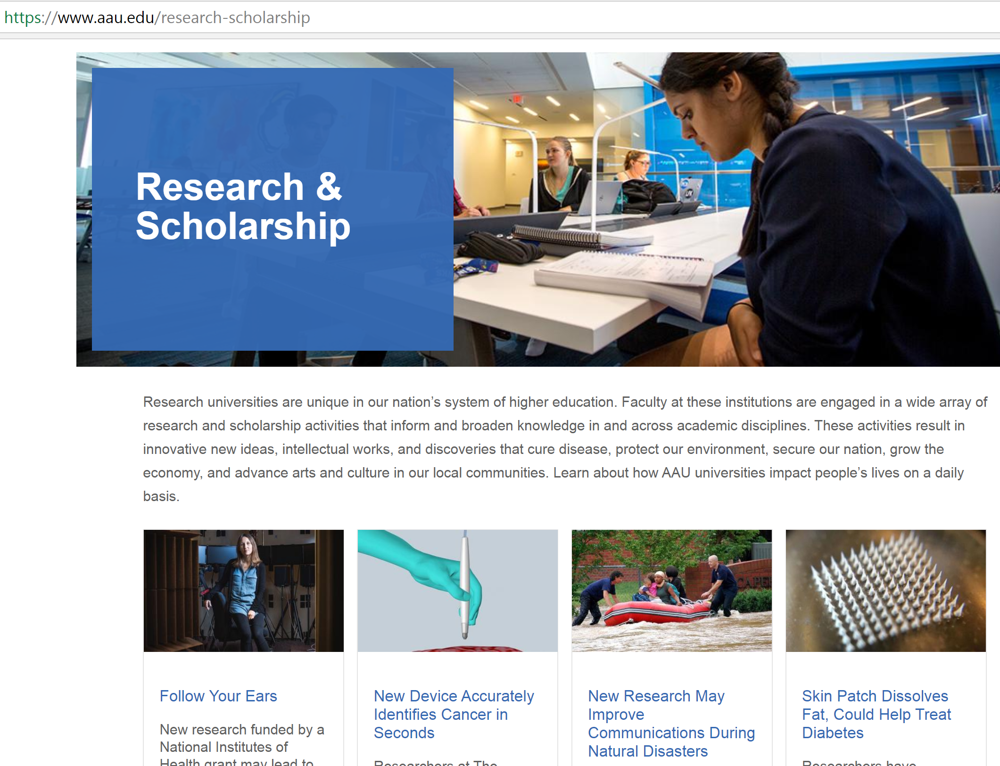 https://www.aau.edu/research-scholarship
Research &
Scholarship
Research universities are unique in our nation’s system of higher education. Faculty at these institutions are engaged in a wide array of
research and scholarship activities that inform and broaden knowledge in and across academic disciplines. These activities result in
innovative new ideas, intellectual works, and discoveries that cure disease, protect our environment, secure our nation, grow the
economy, and advance arts and culture in our local communities. Learn about how AAU universities impact people’s lives on a daily
basis.
Follow Your Ears
New research funded by a
National Institutes of
Health grant may lead to
New Device Accurately
Identifies Cancer in
Seconds
Researchers at The
New Research May
Improve
Communications During
Natural Disasters
Skin Patch Dissolves
Fat, Could Help Treat
Diabetes
Researchers have